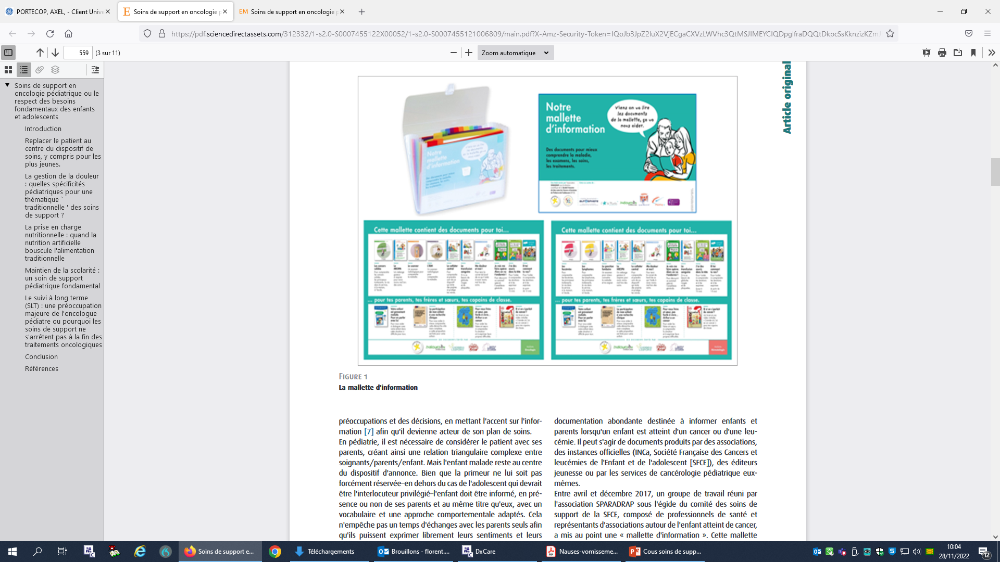 PORTECOP, AXEL, - Client Unive
Soins de support en oncologie p
EM Soins de support en oncologie p
https://pdf.sciencedirectassets.com/312332/1-s2.0-S0007455122X00052/1-s2.0-S0007455121006809/main.pdf?X-Amz-Security-Token=IQoJb3JpZ2luX2VjECgaCXVzLWVhc3QtMSJIMEYCIQDpglfraDQQtDkpcSsKknzizKZmJ
559
(3 sur 11)
Zoom automatique
Soins de support en
oncologie pédiatrique ou le
respect des besoins
fondamentaux des enfants
et adolescents
Introduction
Replacer le patient au
centre du dispositif de
soins, y compris pour les
plus jeunes.
La gestion de la douleur
: quelles spécificités
pédiatriques pour une
thématique `
traditionnelle ' des soins
de support ?
La prise en charge
nutritionnelle : quand la
nutrition artificielle
bouscule l'alimentation
traditionnelle
Maintien de la scolarité :
un soin de support
pédiatrique fondamental
Le suivi à long terme
(SLT) : une préoccupation
majeure de l'oncologue
pédiatre ou pourquoi les
soins de support ne
s'arrêtent pas à la fin des
traitements oncologiques
Conclusion
Références
Article original
Notre
mallette
d'information
Notre
mallette
d'information
Viens on va lire
les documents
de la mallette, ça va
nous aider.
Des documents pour mieux
comprendre la maladie,
les examens, les soins,
les traitements.
Cette mallette contient des documents pour toi...
... pour tes parents, tes frères et sœurs, tes copains de classe.
Cette mallette contient des documents pour toi...
... pour tes parents, tes frères et sœurs, tes copains de classe.
FIGURE 1
La mallette d'information
préoccupations et des décisions, en mettant l'accent sur l'infor-
mation [7] afin qu'il devienne acteur de son plan de soins.
En pédiatrie, il est nécessaire de considérer le patient avec ses
parents, créant ainsi une relation triangulaire complexe entre
soignants/parents/enfant. Mais l'enfant malade reste au centre
du dispositif d'annonce. Bien que la primeur ne lui soit pas
forcément réservée–en dehors du cas de l'adolescent qui devrait
être l'interlocuteur privilégié–l'enfant doit être informé, en pré-
sence ou non de ses parents et au même titre qu'eux, avec un
vocabulaire et une approche comportementale adaptés. Cela
n'empêche pas un temps d'échanges avec les parents seuls afin
qu'ils puissent exprimer librement leurs sentiments et leurs
documentation abondante destinée à informer enfants et
parents lorsqu'un enfant est atteint d'un cancer ou d'une leu-
cémie. Il peut s'agir de documents produits par des associations,
des instances officielles (INCa, Société Française des Cancers et
leucémies de l'Enfant et de l'adolescent [SFCE]), des éditeurs
jeunesse ou par les services de cancérologie pédiatrique eux-
mêmes.
Entre avril et décembre 2017, un groupe de travail réuni par
l'association SPARADRAP sous l'égide du comité des soins de
support de la SFCE, composé de professionnels de santé et
représentants d'associations autour de l'enfant atteint de cancer,
a mis au point une « mallette d'information ». Cette mallette
Soins de support e...
Téléchargements
Brouillons - florent....
DxCare
Nauses-vomisseme...
Cous soins de supp...
10:04
28/11/2022
12